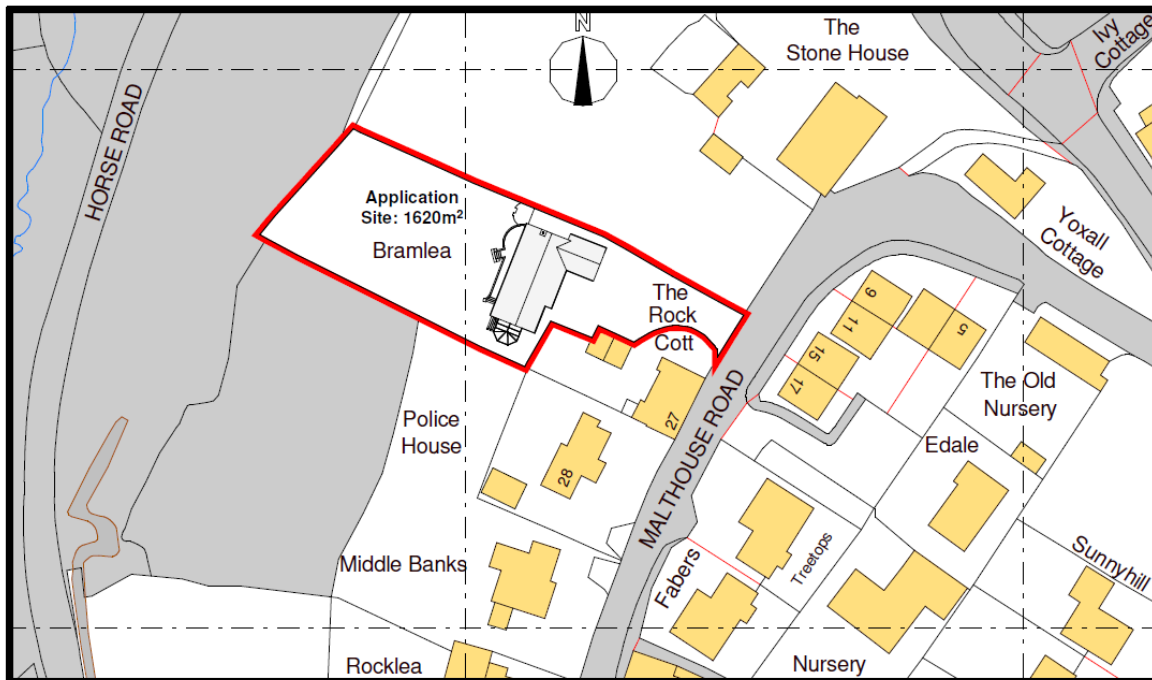 N
The
Stone House
Ivy
Cottage
HORSE ROAD
Application
Site: 1620m²
Bramlea
Yoxall
Cottage
The
Rock
Cott
9
11
5
15
17
The Old
Nursery
Police
House
27
MALTHOUSE ROAD
Edale
28
Middle Banks
Fabers
Treetops
Sunnyhill
Rocklea
Nursery